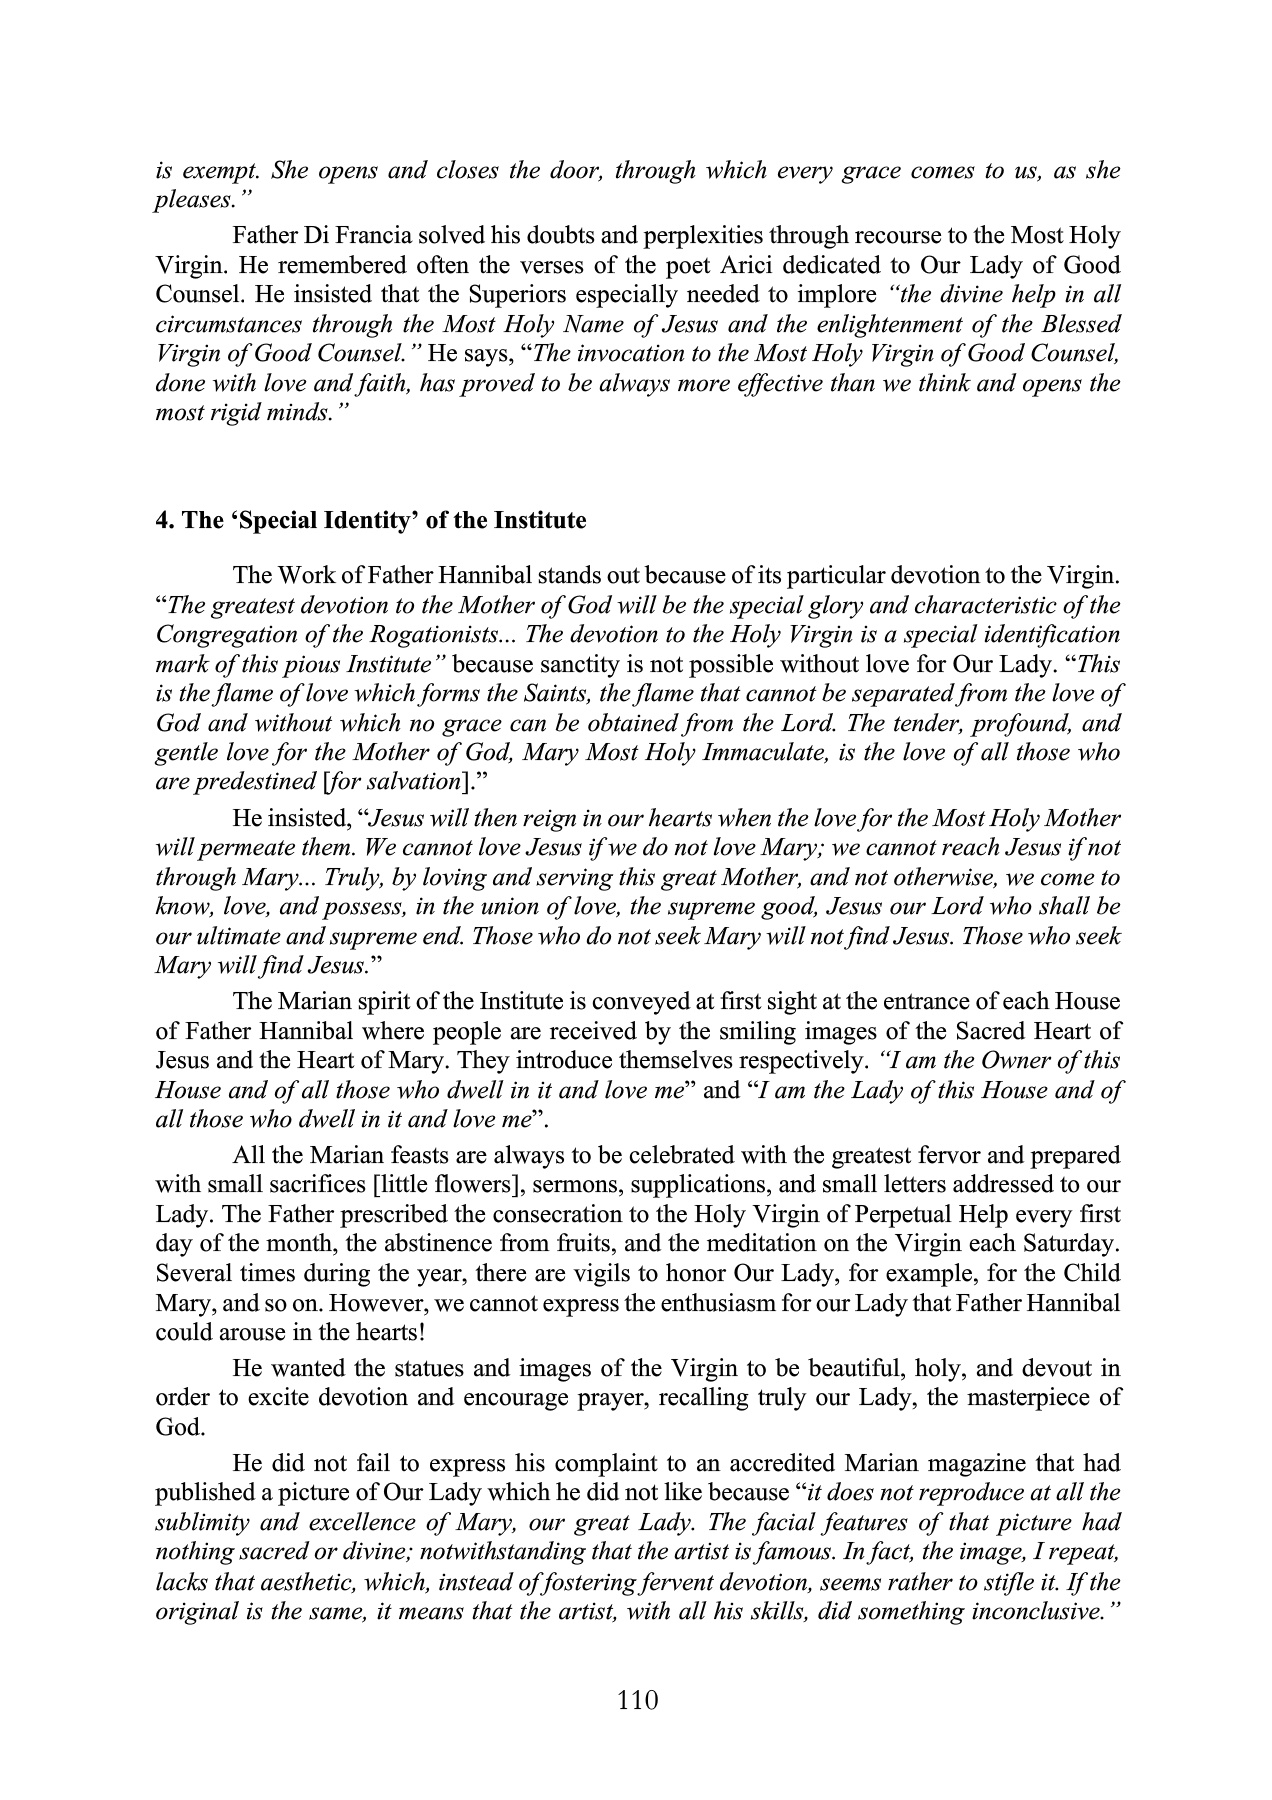 is exempt. She opens and closes the door, through which every grace comes to us, as she
pleases.”
Father Di Francia solved his doubts and perplexities through recourse to the Most Holy
Virgin. He remembered often the verses of the poet Arici dedicated to Our Lady of Good
Counsel. He insisted that the Superiors especially needed to implore “the divine help in all
circumstances through the Most Holy Name of Jesus and the enlightenment of the Blessed
Virgin of Good Counsel.” He says, “The invocation to the Most Holy Virgin of Good Counsel,
done with love and faith, has proved to be always more effective than we think and opens the
most rigid minds.”
4. The ‘Special Identity’ of the Institute
The Work of Father Hannibal stands out because of its particular devotion to the Virgin.
“The greatest devotion to the Mother of God will be the special glory and characteristic of the
Congregation of the Rogationists... The devotion to the Holy Virgin is a special identification
mark of this pious Institute” because sanctity is not possible without love for Our Lady. “This
is the flame of love which forms the Saints, the flame that cannot be separated from the love of
God and without which no grace can be obtained from the Lord. The tender, profound, and
gentle love for the Mother of God, Mary Most Holy Immaculate, is the love of all those who
are predestined [for salvation].”
He insisted, “Jesus will then reign in our hearts when the love for the Most Holy Mother
will permeate them. We cannot love Jesus if we do not love Mary; we cannot reach Jesus if not
through Mary... Truly, by loving and serving this great Mother, and not otherwise, we come to
know, love, and possess, in the union of love, the supreme good, Jesus our Lord who shall be
our ultimate and supreme end. Those who do not seek Mary will not find Jesus. Those who seek
Mary will find Jesus.”
The Marian spirit of the Institute is conveyed at first sight at the entrance of each House
of Father Hannibal where people are received by the smiling images of the Sacred Heart of
Jesus and the Heart of Mary. They introduce themselves respectively. “I am the Owner of this
House and of all those who dwell in it and love me” and “I am the Lady of this House and of
all those who dwell in it and love me”.
All the Marian feasts are always to be celebrated with the greatest fervor and prepared
with small sacrifices [little flowers], sermons, supplications, and small letters addressed to our
Lady. The Father prescribed the consecration to the Holy Virgin of Perpetual Help every first
day of the month, the abstinence from fruits, and the meditation on the Virgin each Saturday.
Several times during the year, there are vigils to honor Our Lady, for example, for the Child
Mary, and so on. However, we cannot express the enthusiasm for our Lady that Father Hannibal
could arouse in the hearts!
He wanted the statues and images of the Virgin to be beautiful, holy, and devout in
order to excite devotion and encourage prayer, recalling truly our Lady, the masterpiece of
God.
He did not fail to express his complaint to an accredited Marian magazine that had
published a picture of Our Lady which he did not like because “it does not reproduce at all the
sublimity and excellence of Mary, our great Lady. The facial features of that picture had
nothing sacred or divine; notwithstanding that the artist is famous. In fact, the image, I repeat,
lacks that aesthetic, which, instead of fostering fervent devotion, seems rather to stifle it. If the
original is the same, it means that the artist, with all his skills, did something inconclusive.”
110